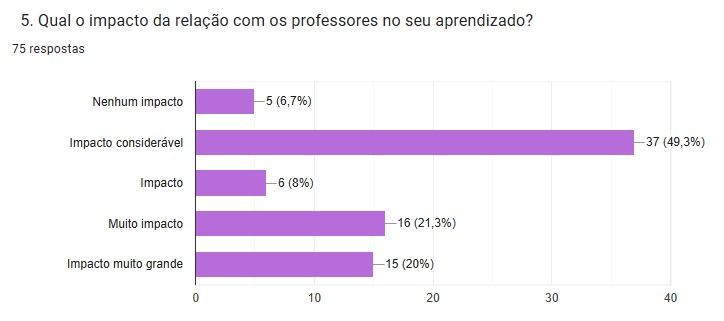 5. Qual o impacto da relação com os professores no seu aprendizado?
75 respostas
Nenhum impacto 5 (6,7%)
Impacto considerável 37 (49,3%)
Impacto 6 (8%)
Muito impacto 16 (21,3%)
Impacto muito grande 15 (20%)
0 10 20 30 40